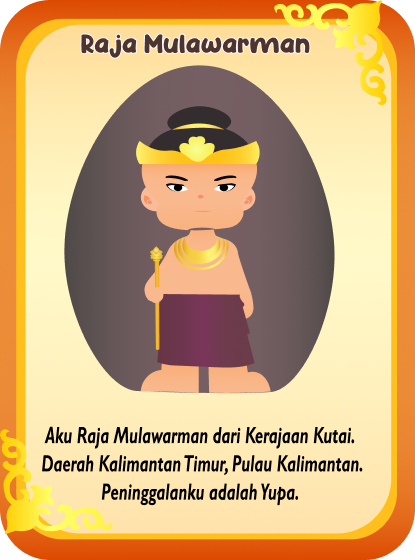 Raja Mulawarman
Aku Raja Mulawarman dari Kerajaan Kutai.
Daerah Kalimantan Timur, Pulau Kalimantan.
Peninggalanku adalah Yupa.